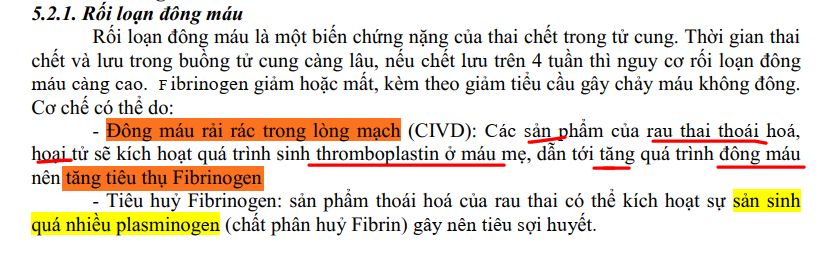 5.2.1. Rối loạn đông máu
Rối loạn đông máu là một biến chứng nặng của thai chết trong tử cung. Thời gian thai
chết và lưu trong buồng tử cung càng lâu, nếu chết lưu trên 4 tuần thì nguy cơ rối loạn đông
máu càng cao. Fibrinogen giảm hoặc mất, kèm theo giảm tiểu cầu gây chảy máu không đông.
Cơ chế có thể do:
- Đông máu rải rác trong lòng mạch (CIVD): Các sản phẩm của rau thai thoái hoá,
hoại tử sẽ kích hoạt quá trình sinh thromboplastin ở máu mẹ, dẫn tới tăng quá trình đông máu
nên tăng tiêu thụ Fibrinogen
- Tiêu huỷ Fibrinogen: sản phẩm thoái hoá của rau thai có thể kích hoạt sự sản sinh
quá nhiều plasminogen (chất phân huỷ Fibrin) gây nên tiêu sợi huyết.